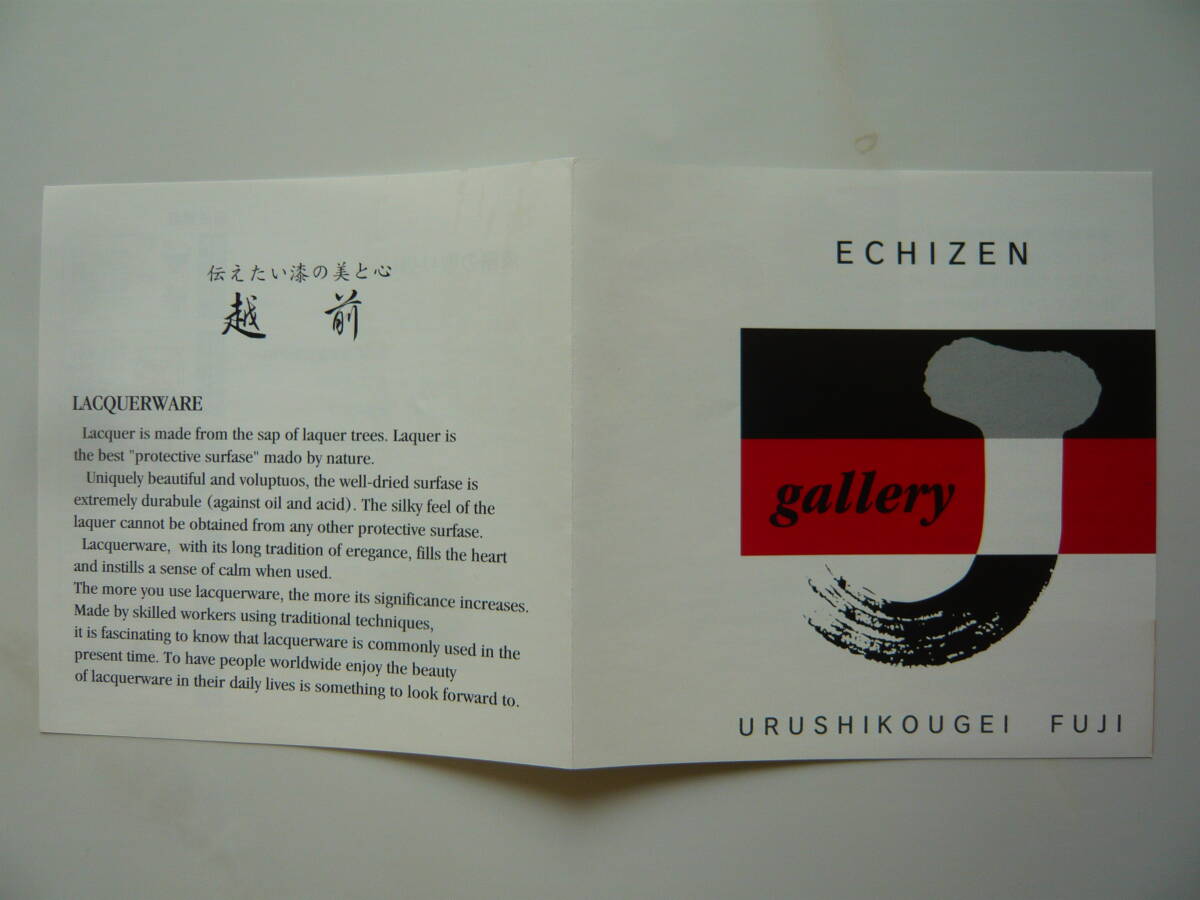 伝えたい漆の美と心
越 前
LACQUERWARE
Lacquer is made from the sap of laquer trees. Laquer is
the best "protective surfase" mado by nature.
Uniquely beautiful and voluptuos, the well-dried surfase is
extremely durabule (against oil and acid). The silky feel of the
laquer cannot be obtained from any other protective surfase.
Lacquerware, with its long tradition of eregance, fills the heart
and instills a sense of calm when used.
The more you use lacquerware, the more its significance increases.
Made by skilled workers using traditional techniques,
it is fascinating to know that lacquerware is commonly used in the
present time. To have people worldwide enjoy the beauty
of lacquerware in their daily lives is something to look forward to.
ECHIZEN
gallery
J
URUSHIKOUGEI FUJI